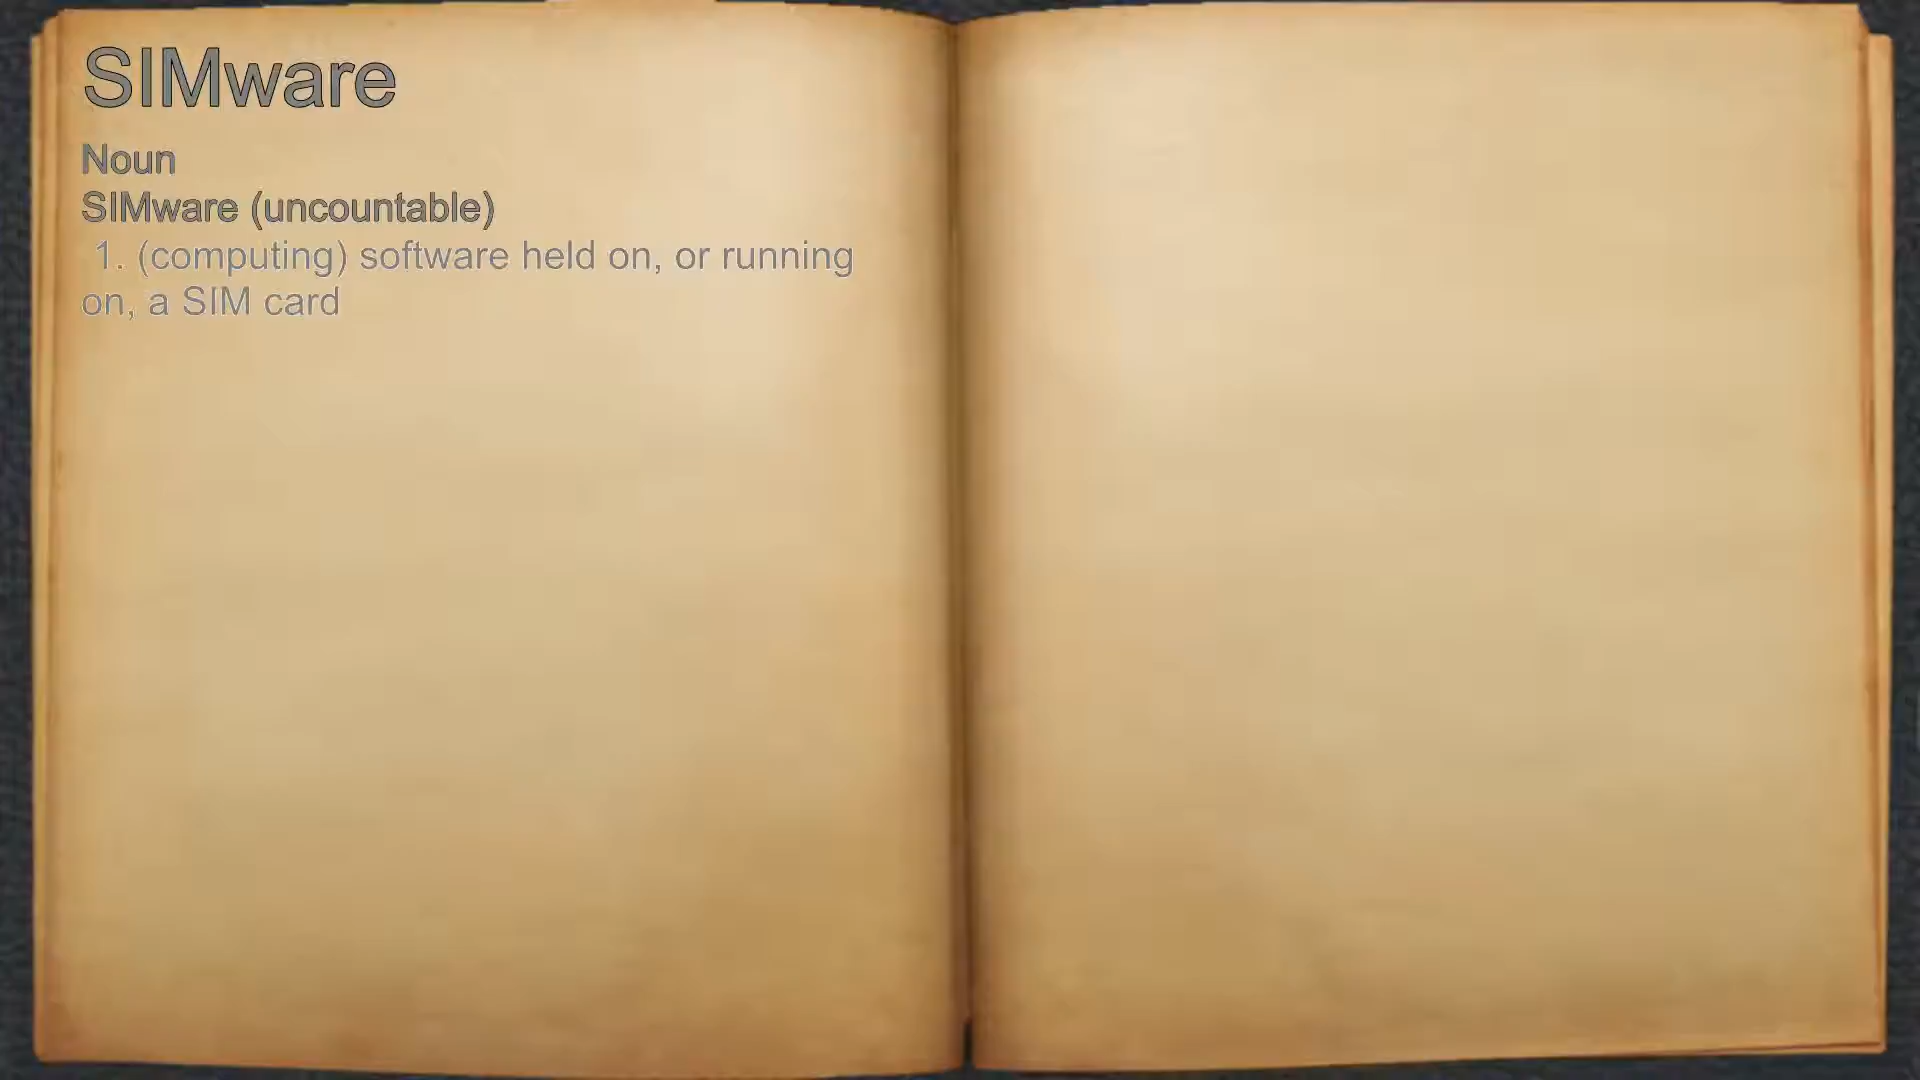 SIMware
Noun
SIMware (uncountable)
1. (computing) software held on, or running
on, a SIM card